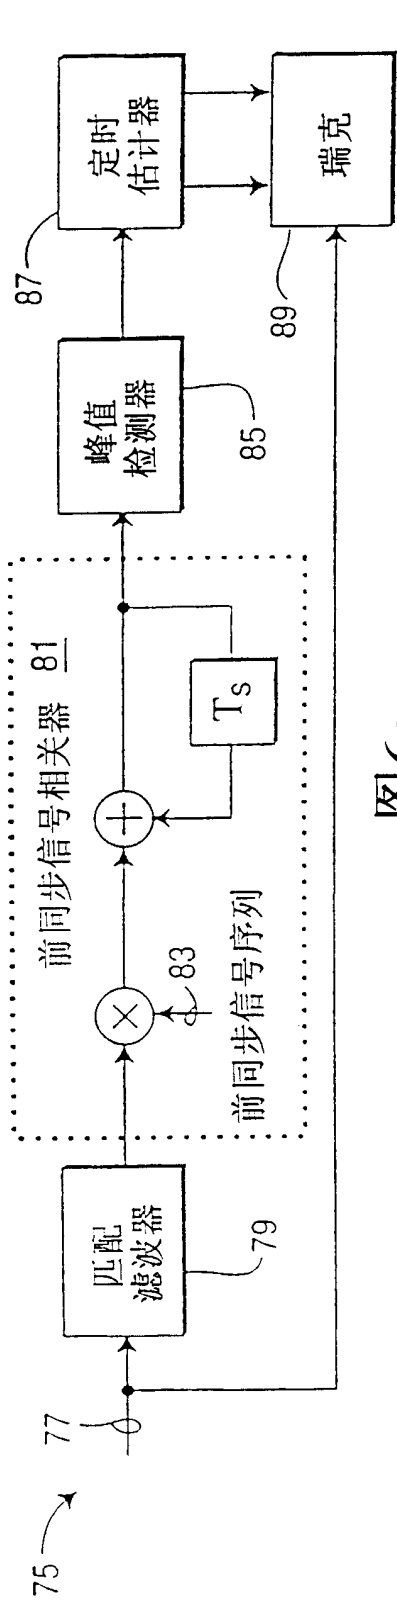 75
77
匹配
滤波器
79
前同步信号相关器 81
×
83
前同步信号序列
+
Ts
峰值
检测器
85
定时
估计器
87
瑞克
89
图